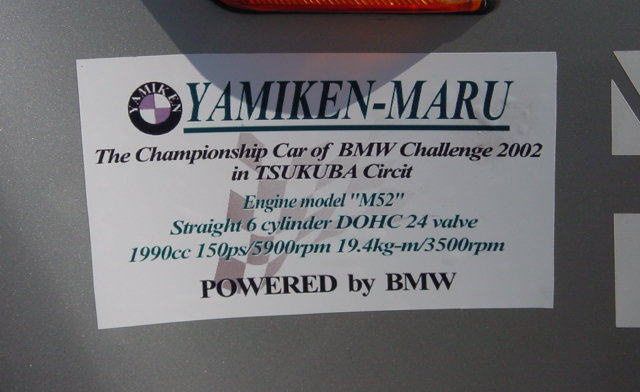 YAMIKEN
YAMIKEN-MARU
The Championship Car of BMW Challenge 2002
in TSUKUBA Circit
Engine model "M52"
Straight 6 cylinder DOHC 24 valve
1990cc 150ps/5900rpm 19.4kg-m/3500rpm
POWERED by BMW